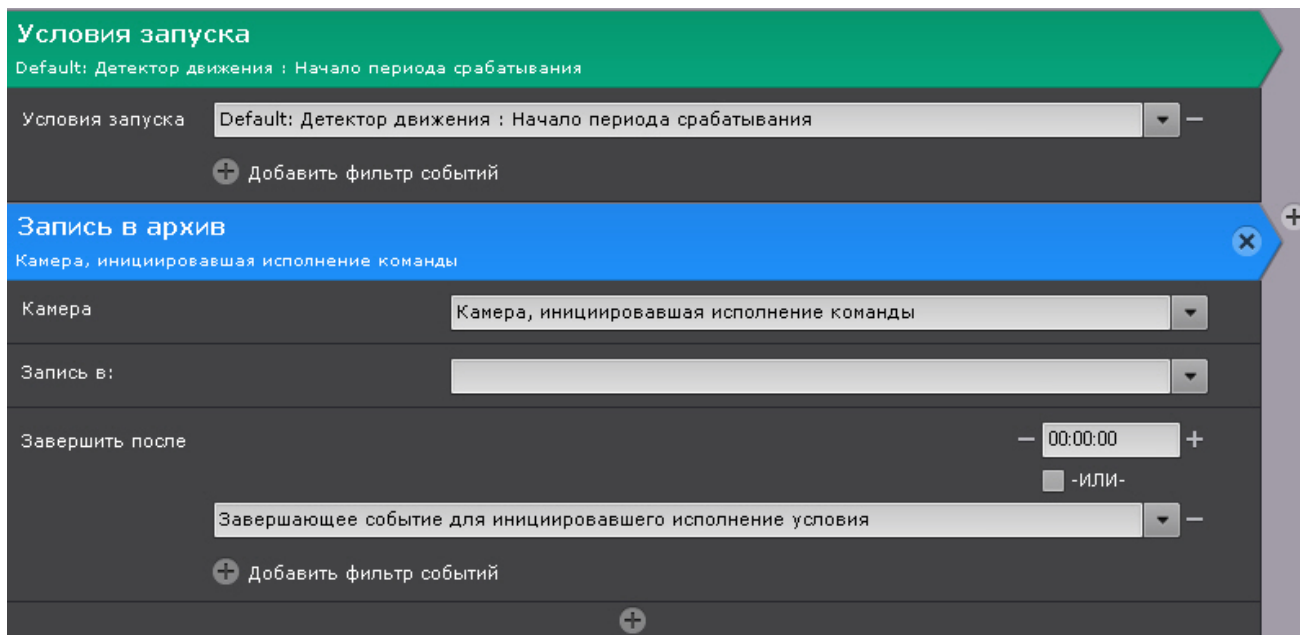 Условия запуска
Default: Детектор движения : Начало периода срабатывания
Условия запуска Default: Детектор движения : Начало периода срабатывания
Добавить фильтр событий
Запись в архив
Камера, инициировавшая исполнение команды
Камера Камера, инициировавшая исполнение команды
Запись в:
Завершить после 00:00:00
-ИЛИ-
Завершающее событие для инициировавшего исполнение условия
Добавить фильтр событий